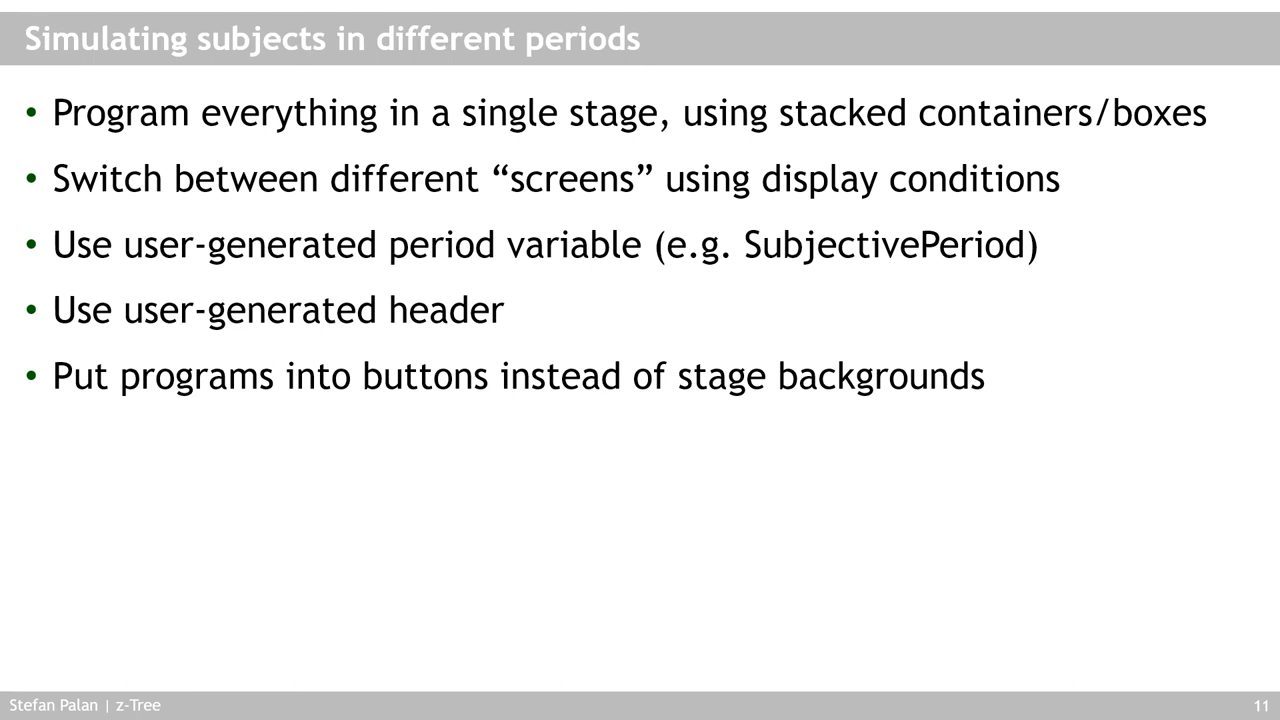 Simulating subjects in different periods
• Program everything in a single stage, using stacked containers/boxes
• Switch between different “screens” using display conditions
• Use user-generated period variable (e.g. SubjectivePeriod)
• Use user-generated header
• Put programs into buttons instead of stage backgrounds
Stefan Palan | z-Tree
11